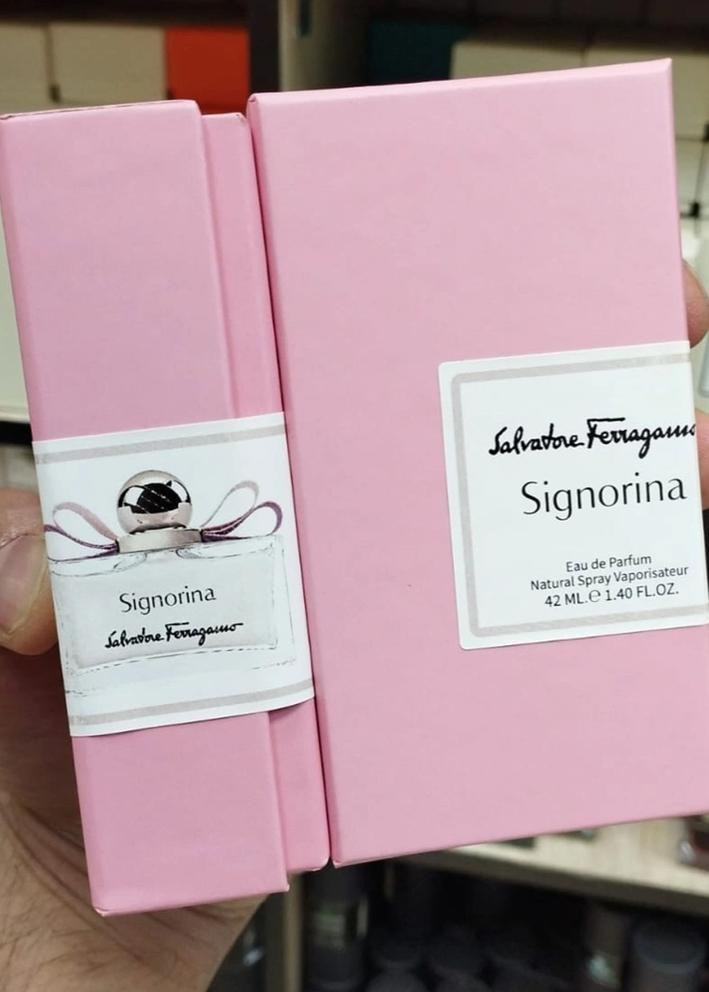 Signorina
Salvatore Ferragamo
Salvatore Ferragamo
Signorina
Eau de Parfum
Natural Spray Vaporisateur
42 ML.℮ 1.40 FL.OZ.